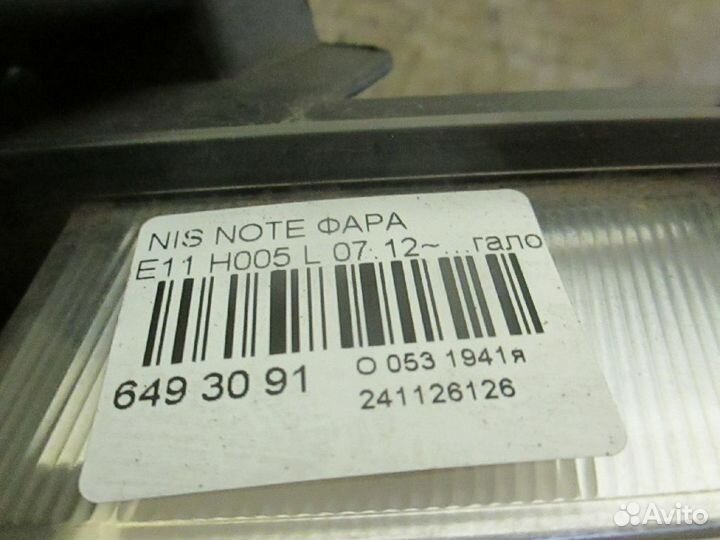 NIS NOTE ФАРА
E11 H005 L 07.12~...гало
649 30 91
O 053 1941я
241126126
Avito